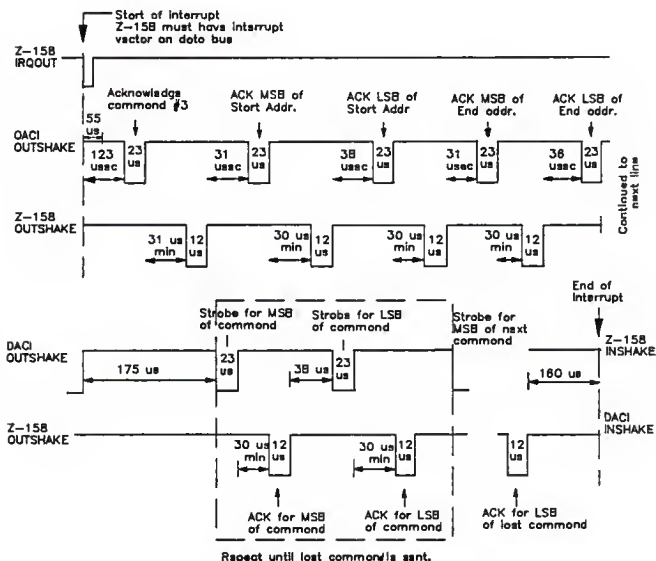 Start of interrupt
Z-158 must have interrupt
vector on data bus
Z-158
IRQOUT
Acknowledge
command #3
ACK MSB of
Start Addr.
ACK LSB of
Start Addr
ACK MSB of
End addr.
ACK LSB of
End addr.
55
us
DACI
OUTSHAKE
123
usec
23
us
31
usec
23
us
38
usec
23
us
31
usec
23
us
36
usec
23
us
Continued to
next line
Z-158
OUTSHAKE
31 us
min
12
us
30 us
min
12
us
30 us
min
12
us
30 us
min
12
us
Strobe for MSB
of command
Strobe for LSB
of command
Strobe for
MSB of next
command
End of
Interrupt
DACI
OUTSHAKE
175 us
23
us
38 us
23
us
160 us
Z-158
INSHAKE
Z-158
OUTSHAKE
30 us
min
12
us
30 us
min
12
us
12
us
DACI
INSHAKE
ACK for MSB
of command
ACK for LSB
of command
ACK for LSB
of last command
Repeat until last command is sent.